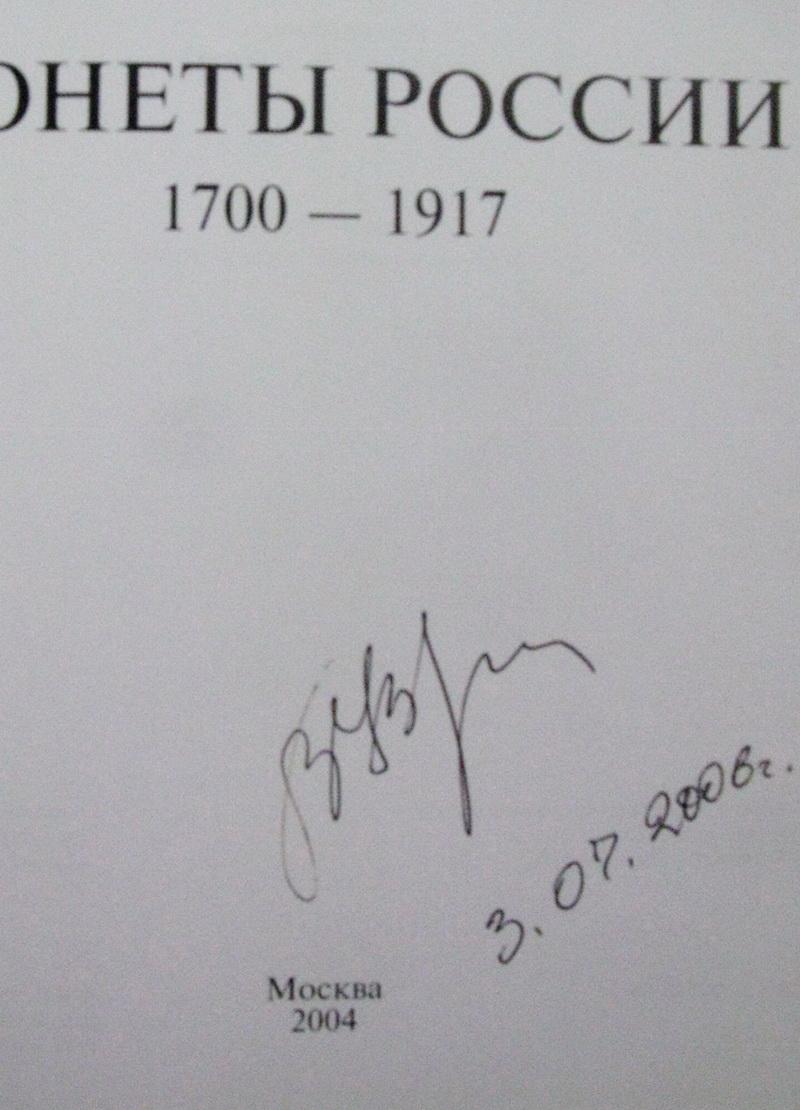 ОНЕТЫ РОССИИ
1700 — 1917
3. 07. 2006г.
Москва
2004